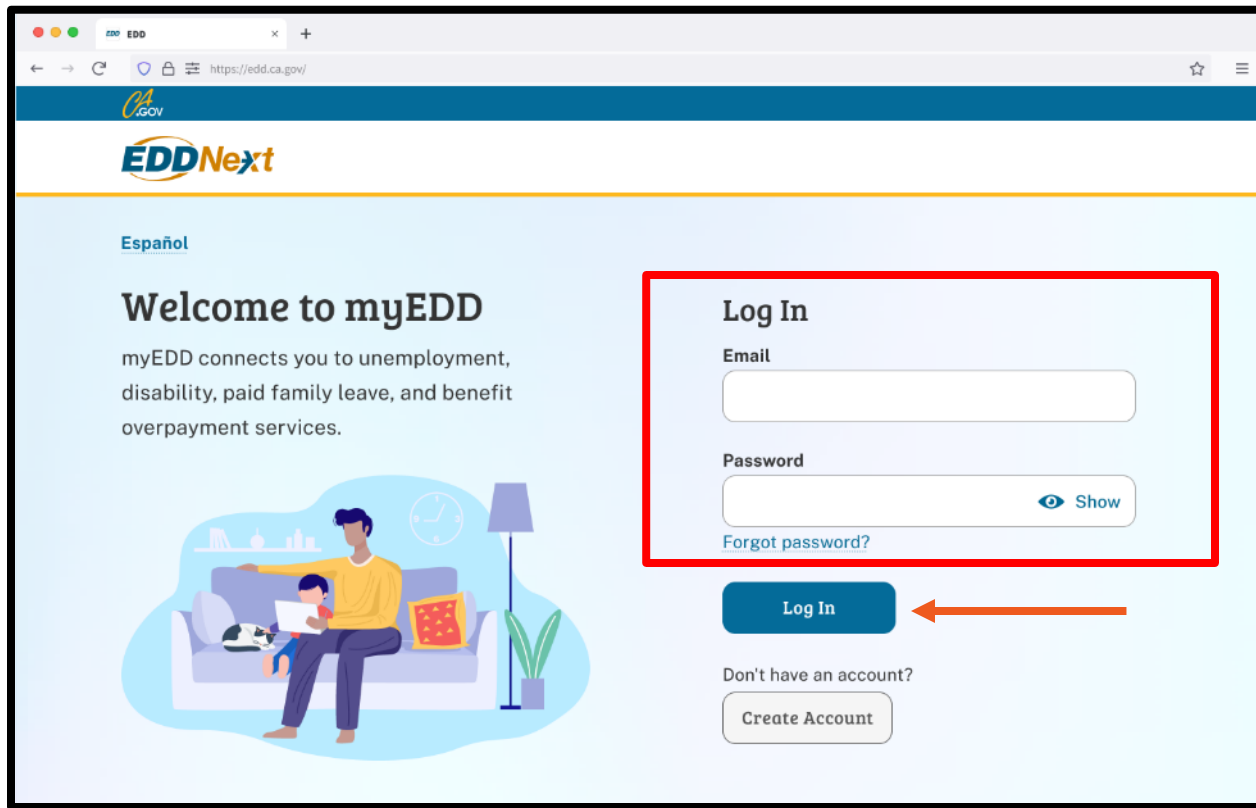 EDD EDD
https://edd.ca.gov/
CA.GOV
EDDNext
Español
Welcome to myEDD
myEDD connects you to unemployment,
disability, paid family leave, and benefit
overpayment services.
Log In
Email
Password
Show
Forgot password?
Log In
Don't have an account?
Create Account